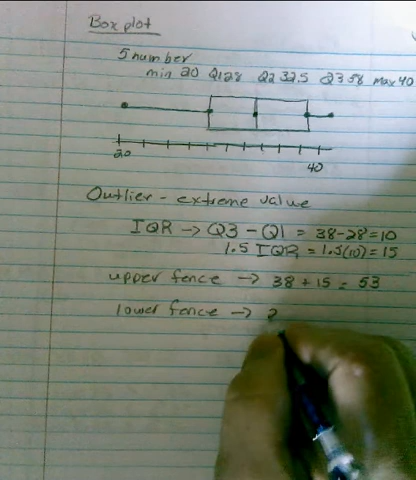 Box plot
5 number
min 20 Q1 28 Q2 32.5 Q3 38 max 40
20 40
Outlier - extreme value
IQR → Q3 - Q1 = 38-28=10
1.5 IQR = 1.5(10) = 15
upper fence → 38 + 15 = 53
lower fence → 2